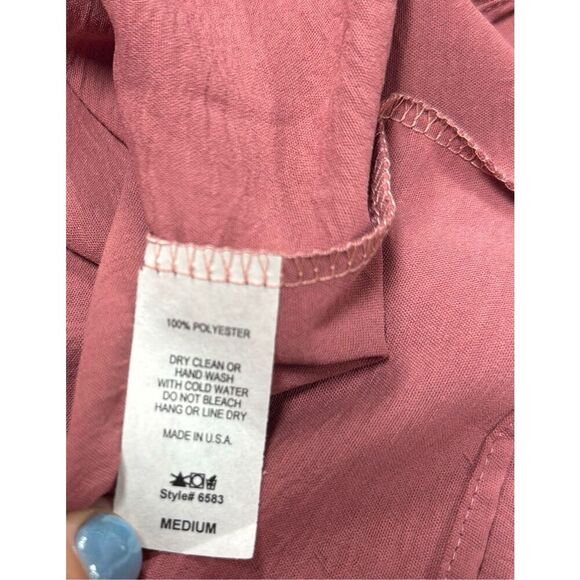 100% POLYESTER
DRY CLEAN OR
HAND WASH
WITH COLD WATER
DO NOT BLEACH
HANG OR LINE DRY
MADE IN U.S.A.
Style# 6583
MEDIUM